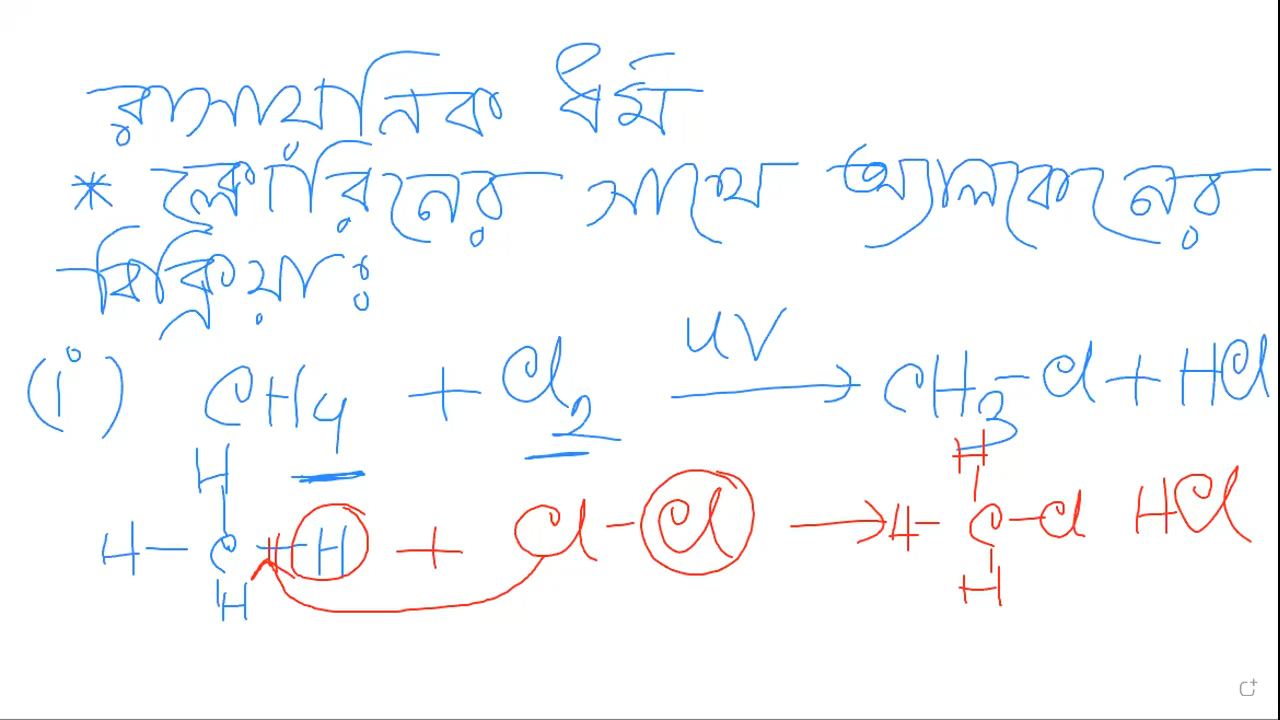 রাসায়নিক ধর্ম
* ক্লোরিনের সাথে অ্যালকেনের
বিক্রিয়া :
(i) CH4 + Cl2 UV → CH3-Cl + HCl
H H
H - C - H + Cl - Cl → H - C - Cl HCl
H H